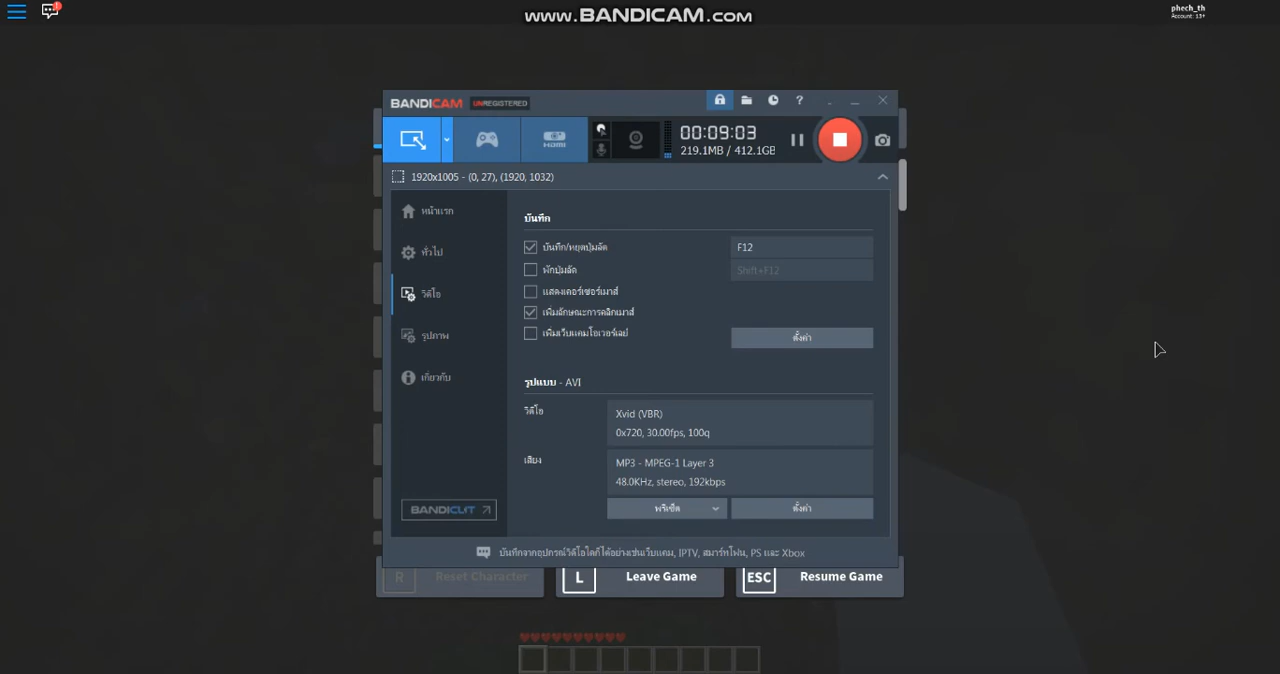 1
www.BANDICAM.com
phech_th
Account: 13+
BANDICAM UNREGISTERED
?
HDMI
00:09:03
219.1MB / 412.1GB
1920x1005 - (0, 27), (1920, 1032)
หน้าแรก
ทั่วไป
วิดีโอ
รูปภาพ
เกี่ยวกับ
BANDICUT
บันทึก
บันทึก/หยุดปุ่มลัด
F12
พักปุ่มลัด
Shift+F12
แสดงเคอร์เซอร์เมาส์
เพิ่มลักษณะการคลิกเมาส์
เพิ่มเว็บแคมโอเวอร์เลย์
ตั้งค่า
รูปแบบ - AVI
วิดีโอ
Xvid (VBR)
0x720, 30.00fps, 100q
เสียง
MP3 - MPEG-1 Layer 3
48.0KHz, stereo, 192kbps
พรีเซ็ต
ตั้งค่า
บันทึกจากอุปกรณ์วิดีโอใดก็ได้อย่างเช่นเว็บแคม, IPTV, สมาร์ทโฟน, PS และ Xbox
R Reset Character
L Leave Game
ESC Resume Game